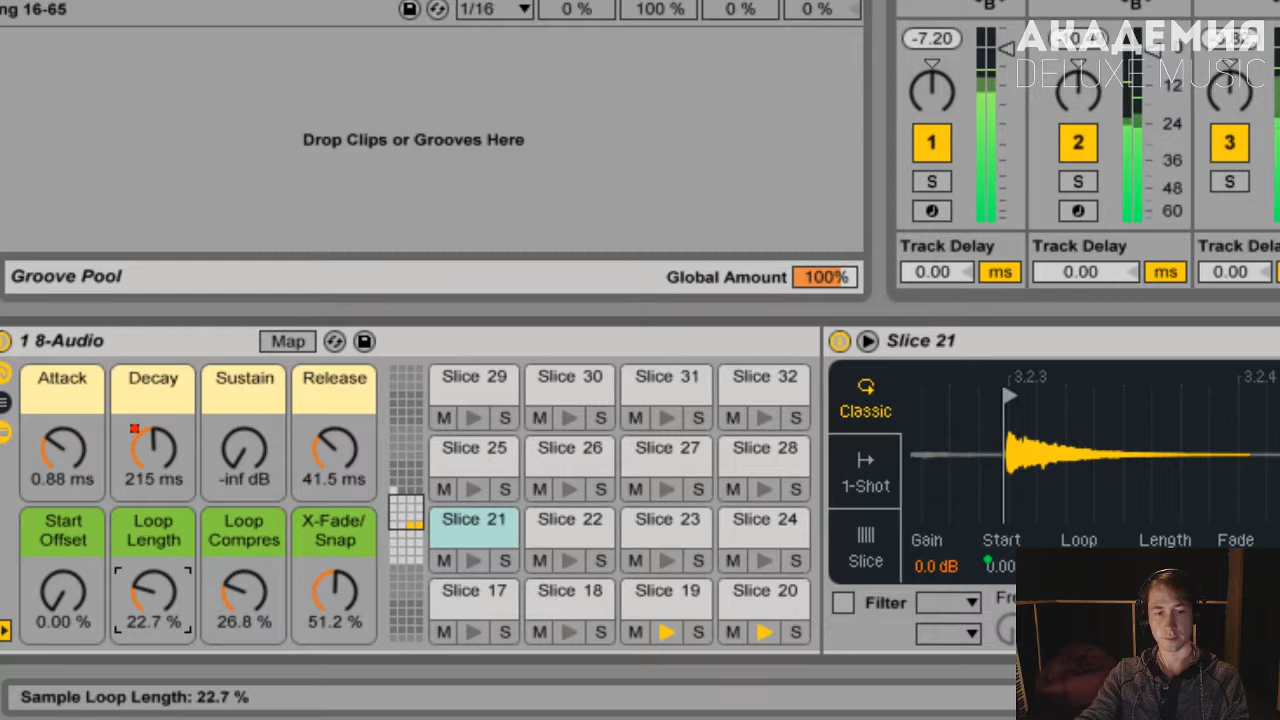 ng 16-65
1/16
0 %
100 %
0 %
0 %
Drop Clips or Grooves Here
Groove Pool
Global Amount
100%
-7.20
АКАДЕМИЯ
DELUXE MUSIC
12
24
36
48
60
1
2
3
S
S
S
Track Delay
Track Delay
Track Dela
0.00
ms
0.00
ms
0.00
1 8-Audio
Map
Attack
Decay
Sustain
Release
0.88 ms
215 ms
-inf dB
41.5 ms
Start Offset
Loop Length
Loop Compres
X-Fade/ Snap
0.00 %
22.7 %
26.8 %
51.2 %
Slice 29
Slice 30
Slice 31
Slice 32
M S
M S
M S
M S
Slice 25
Slice 26
Slice 27
Slice 28
M S
M S
M S
M S
Slice 21
Slice 22
Slice 23
Slice 24
M S
M S
M S
M S
Slice 17
Slice 18
Slice 19
Slice 20
M S
M S
M S
M S
Slice 21
Classic
1-Shot
Slice
3.2.3
3.2.4
Gain
Start
Loop
Length
Fade
0.0 dB
0.00
Filter
Fr
Sample Loop Length: 22.7 %